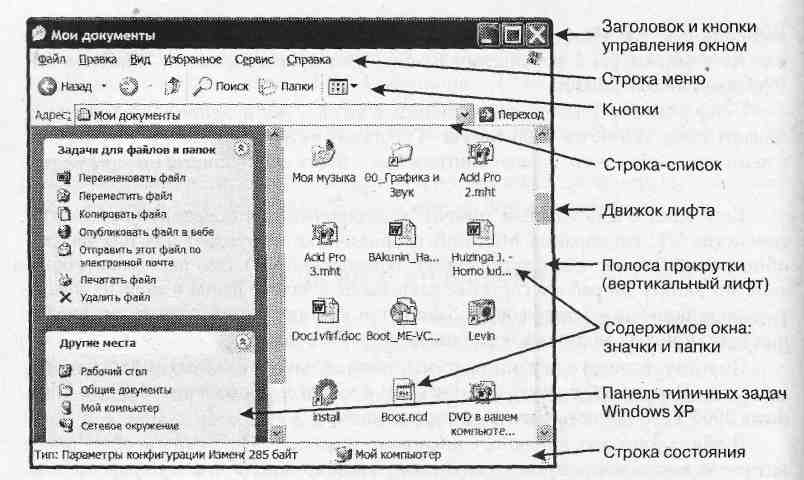 Мои документы
Заголовок и кнопки
управления окном
Файл Правка Вид Избранное Сервис Справка
Строка меню
Назад Поиск Папки
Кнопки
Адрес: Мои документы Переход
Строка-список
Задачи для файлов и папок
Переименовать файл
Переместить файл
Копировать файл
Опубликовать файл в вебе
Отправить этот файл по
электронной почте
Печатать файл
Удалить файл
Другие места
Рабочий стол
Общие документы
Мой компьютер
Сетевое окружение
Моя музыка 00_Графика и Звук Acid Pro 2.mht
Acid Pro 3.mht BAkunin_Ha... Huizinga J. - Homo lud...
Doc1vfirf.doc Boot_ME-VC... Levin
install Boot.ncd DVD в вашем компьюте...
Движок лифта
Полоса прокрутки
(вертикальный лифт)
Содержимое окна:
значки и папки
Панель типичных задач
Windows XP
Тип: Параметры конфигурации Измен 285 байт Мой компьютер
Строка состояния